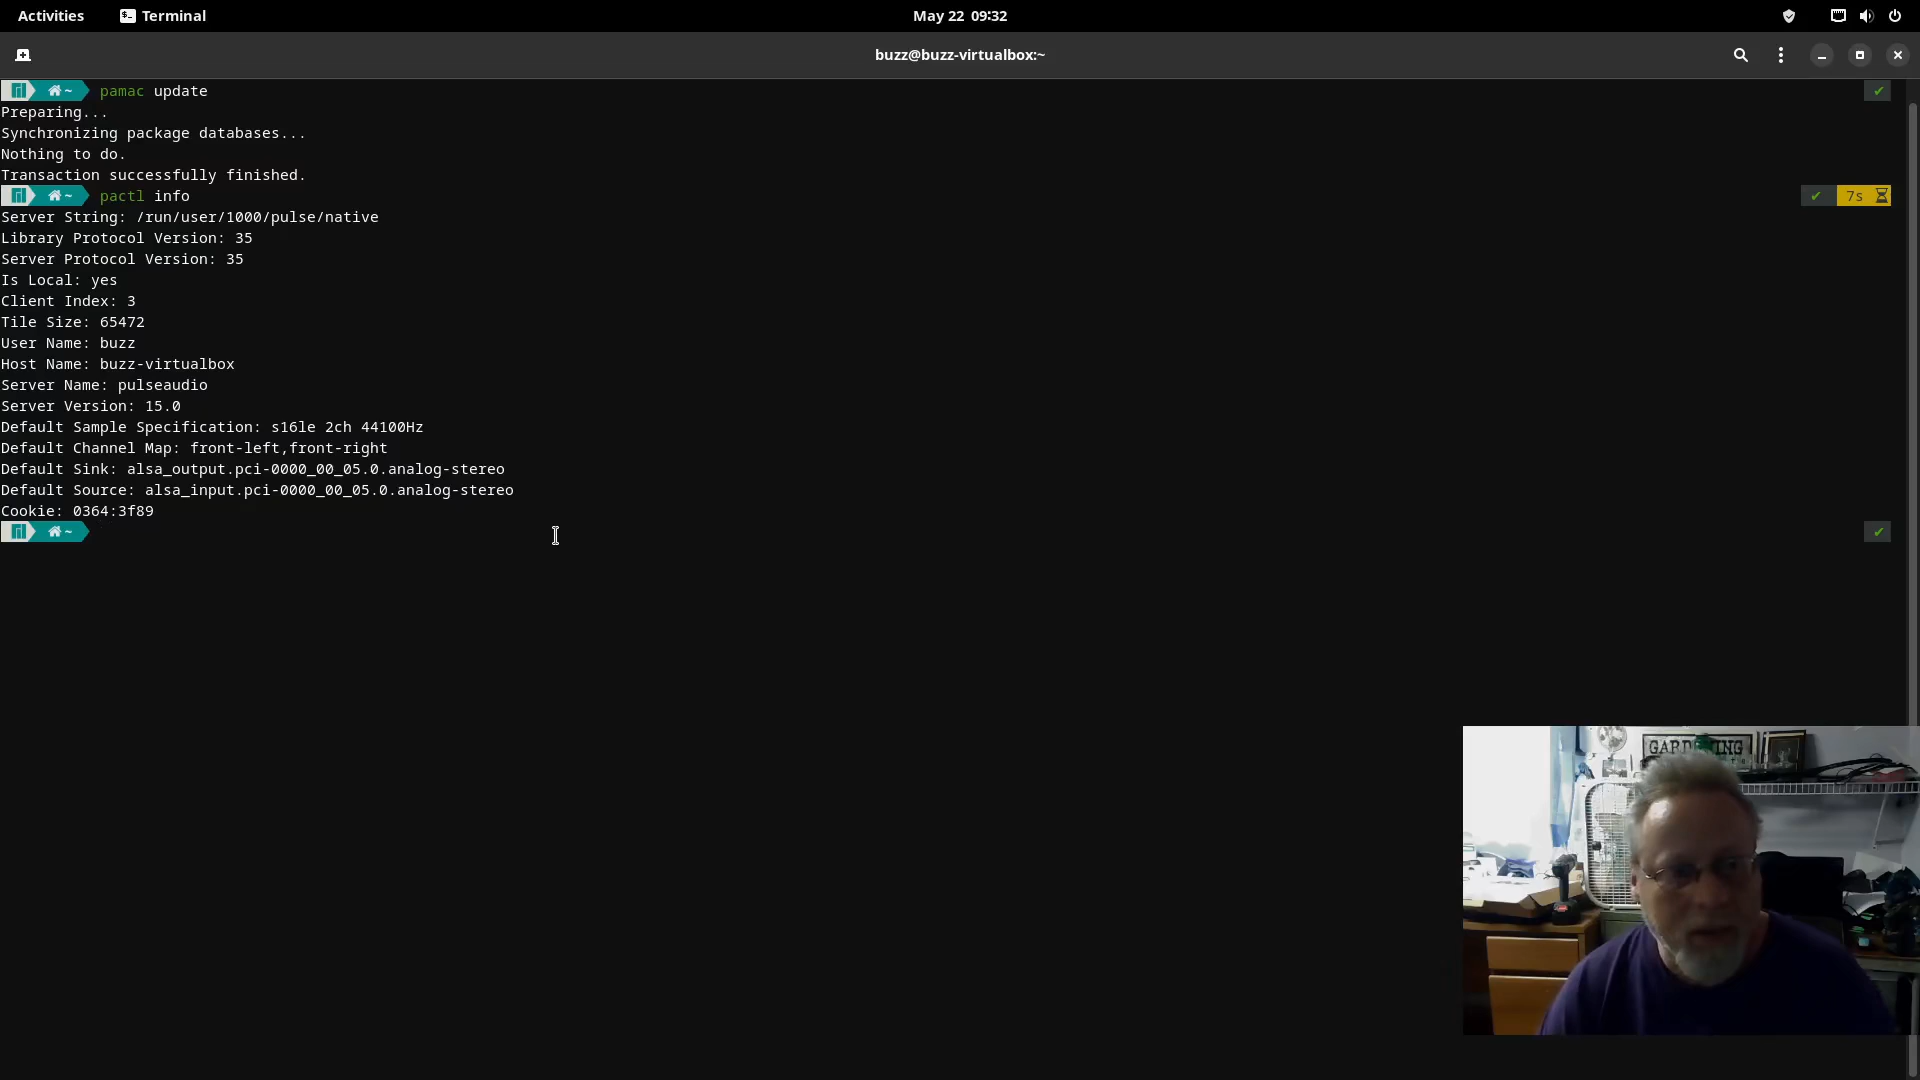 Activities Terminal May 22 09:32
buzz@buzz-virtualbox:~
~ pamac update
Preparing...
Synchronizing package databases...
Nothing to do.
Transaction successfully finished.
~ pactl info 7s
Server String: /run/user/1000/pulse/native
Library Protocol Version: 35
Server Protocol Version: 35
Is Local: yes
Client Index: 3
Tile Size: 65472
User Name: buzz
Host Name: buzz-virtualbox
Server Name: pulseaudio
Server Version: 15.0
Default Sample Specification: s16le 2ch 44100Hz
Default Channel Map: front-left,front-right
Default Sink: alsa_output.pci-0000_00_05.0.analog-stereo
Default Source: alsa_input.pci-0000_00_05.0.analog-stereo
Cookie: 0364:3f89
~